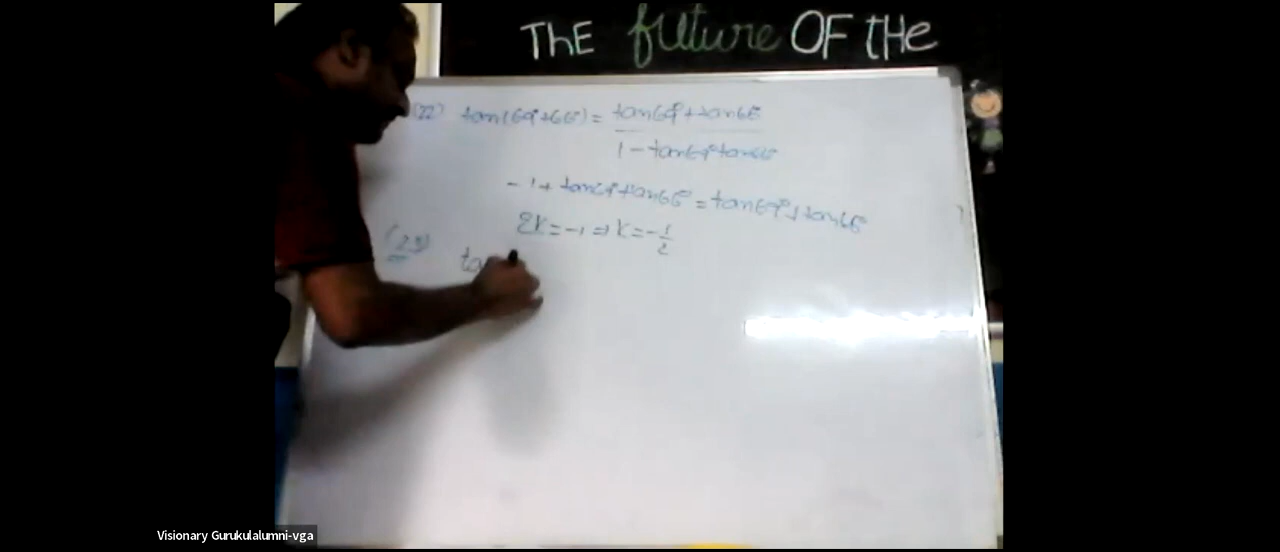 THE future OF tHe
(22) tan(69°+66°) = tan69°+tan66°
1 - tan69°tan66°
-1 + tan69°tan66° = tan69°+tan66°
2K = -1 ⇒ K = -1/2
(23) ta
Visionary Gurukulalumni-vga